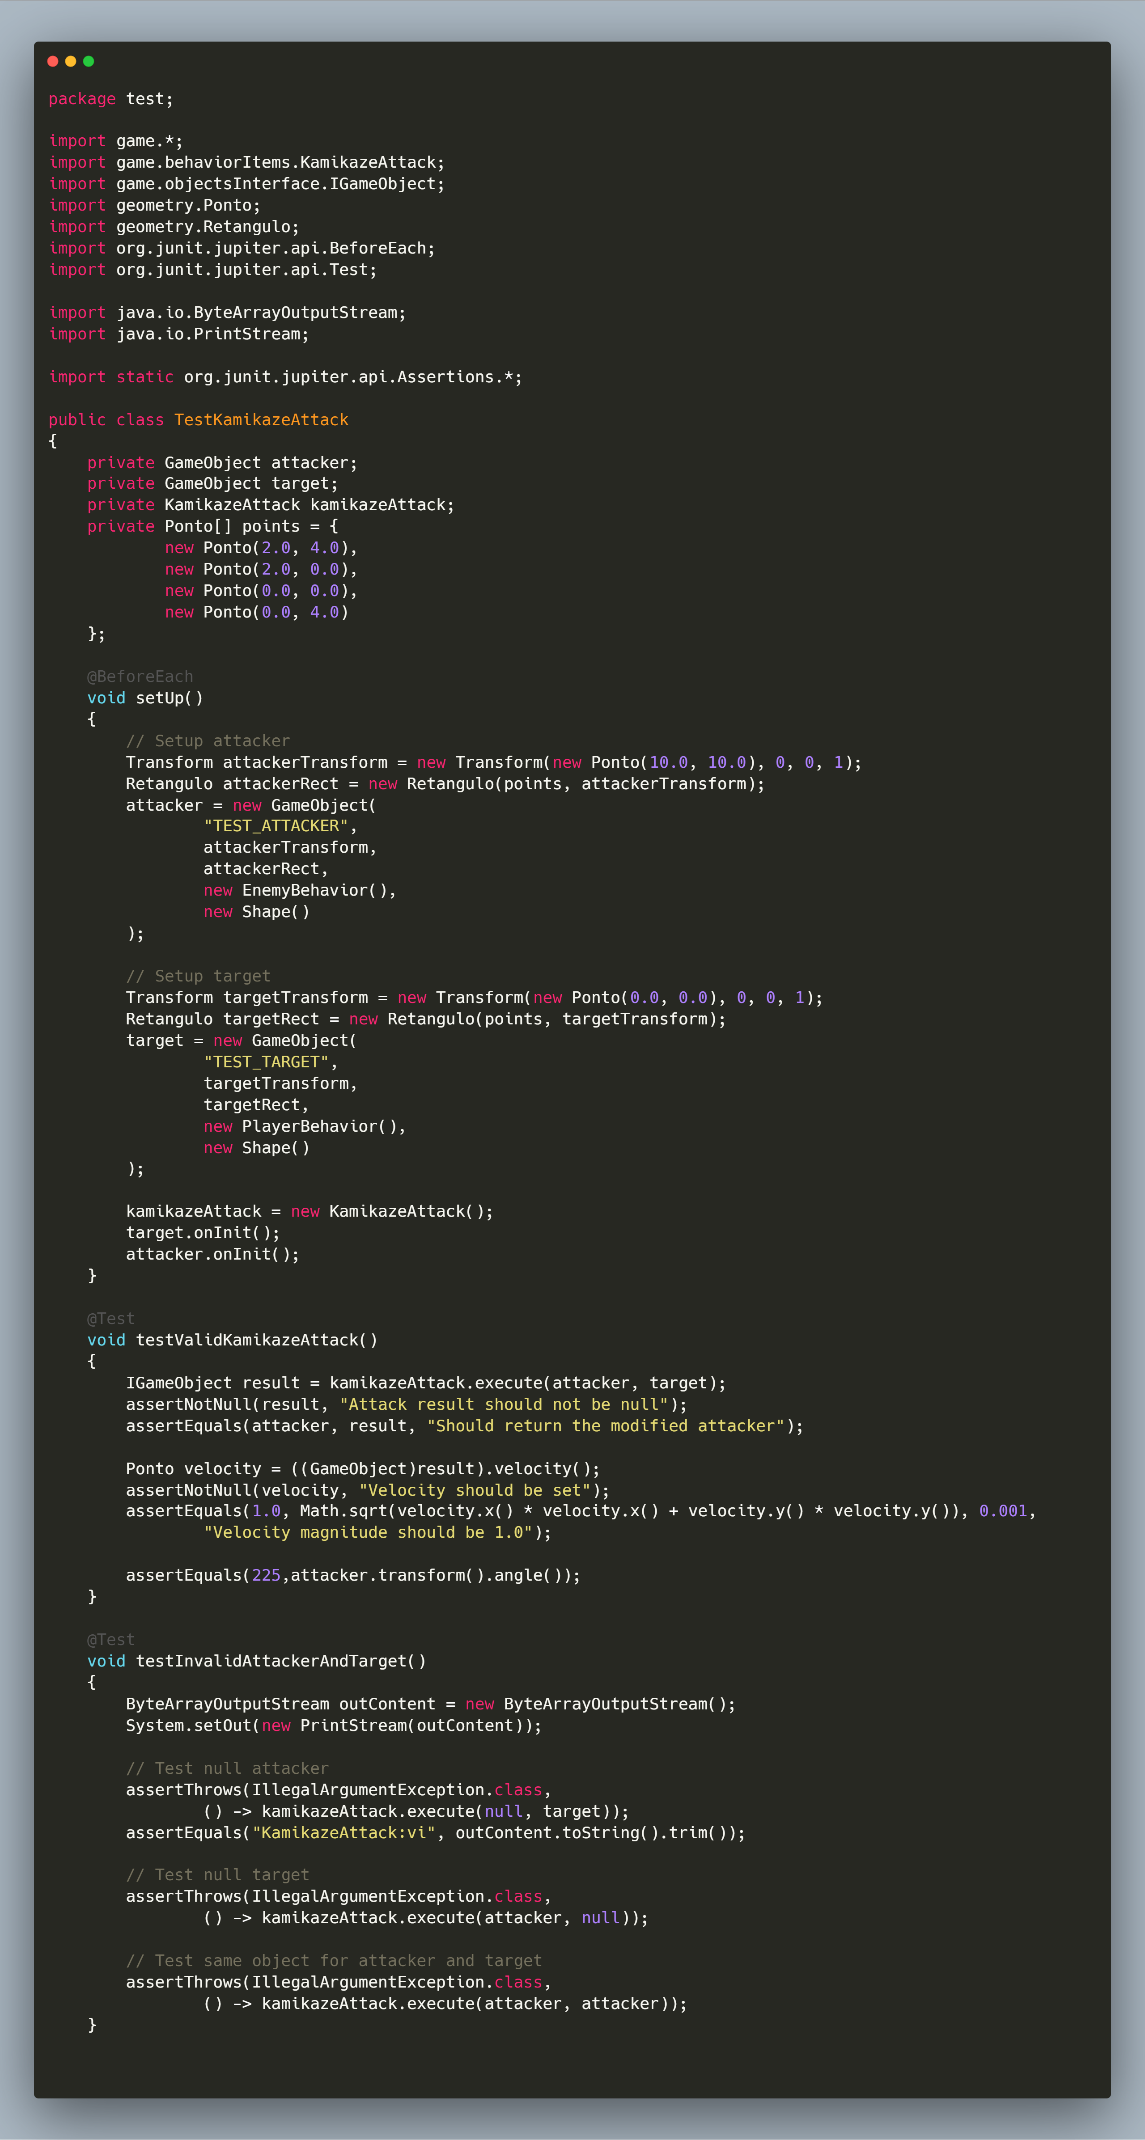 package test;

import game.*;
import game.behaviorItems.KamikazeAttack;
import game.objectsInterface.IGameObject;
import geometry.Ponto;
import geometry.Retangulo;
import org.junit.jupiter.api.BeforeEach;
import org.junit.jupiter.api.Test;

import java.io.ByteArrayOutputStream;
import java.io.PrintStream;

import static org.junit.jupiter.api.Assertions.*;

public class TestKamikazeAttack
{
    private GameObject attacker;
    private GameObject target;
    private KamikazeAttack kamikazeAttack;
    private Ponto[] points = {
            new Ponto(2.0, 4.0),
            new Ponto(2.0, 0.0),
            new Ponto(0.0, 0.0),
            new Ponto(0.0, 4.0)
    };

    @BeforeEach
    void setUp()
    {
        // Setup attacker
        Transform attackerTransform = new Transform(new Ponto(10.0, 10.0), 0, 0, 1);
        Retangulo attackerRect = new Retangulo(points, attackerTransform);
        attacker = new GameObject(
                "TEST_ATTACKER",
                attackerTransform,
                attackerRect,
                new EnemyBehavior(),
                new Shape()
        );

        // Setup target
        Transform targetTransform = new Transform(new Ponto(0.0, 0.0), 0, 0, 1);
        Retangulo targetRect = new Retangulo(points, targetTransform);
        target = new GameObject(
                "TEST_TARGET",
                targetTransform,
                targetRect,
                new PlayerBehavior(),
                new Shape()
        );

        kamikazeAttack = new KamikazeAttack();
        target.onInit();
        attacker.onInit();
    }

    @Test
    void testValidKamikazeAttack()
    {
        IGameObject result = kamikazeAttack.execute(attacker, target);
        assertNotNull(result, "Attack result should not be null");
        assertEquals(attacker, result, "Should return the modified attacker");

        Ponto velocity = ((GameObject)result).velocity();
        assertNotNull(velocity, "Velocity should be set");
        assertEquals(1.0, Math.sqrt(velocity.x() * velocity.x() + velocity.y() * velocity.y()), 0.001,
                "Velocity magnitude should be 1.0");

        assertEquals(225,attacker.transform().angle());
    }

    @Test
    void testInvalidAttackerAndTarget()
    {
        ByteArrayOutputStream outContent = new ByteArrayOutputStream();
        System.setOut(new PrintStream(outContent));

        // Test null attacker
        assertThrows(IllegalArgumentException.class,
                () -> kamikazeAttack.execute(null, target));
        assertEquals("KamikazeAttack:vi", outContent.toString().trim());

        // Test null target
        assertThrows(IllegalArgumentException.class,
                () -> kamikazeAttack.execute(attacker, null));

        // Test same object for attacker and target
        assertThrows(IllegalArgumentException.class,
                () -> kamikazeAttack.execute(attacker, attacker));
    }